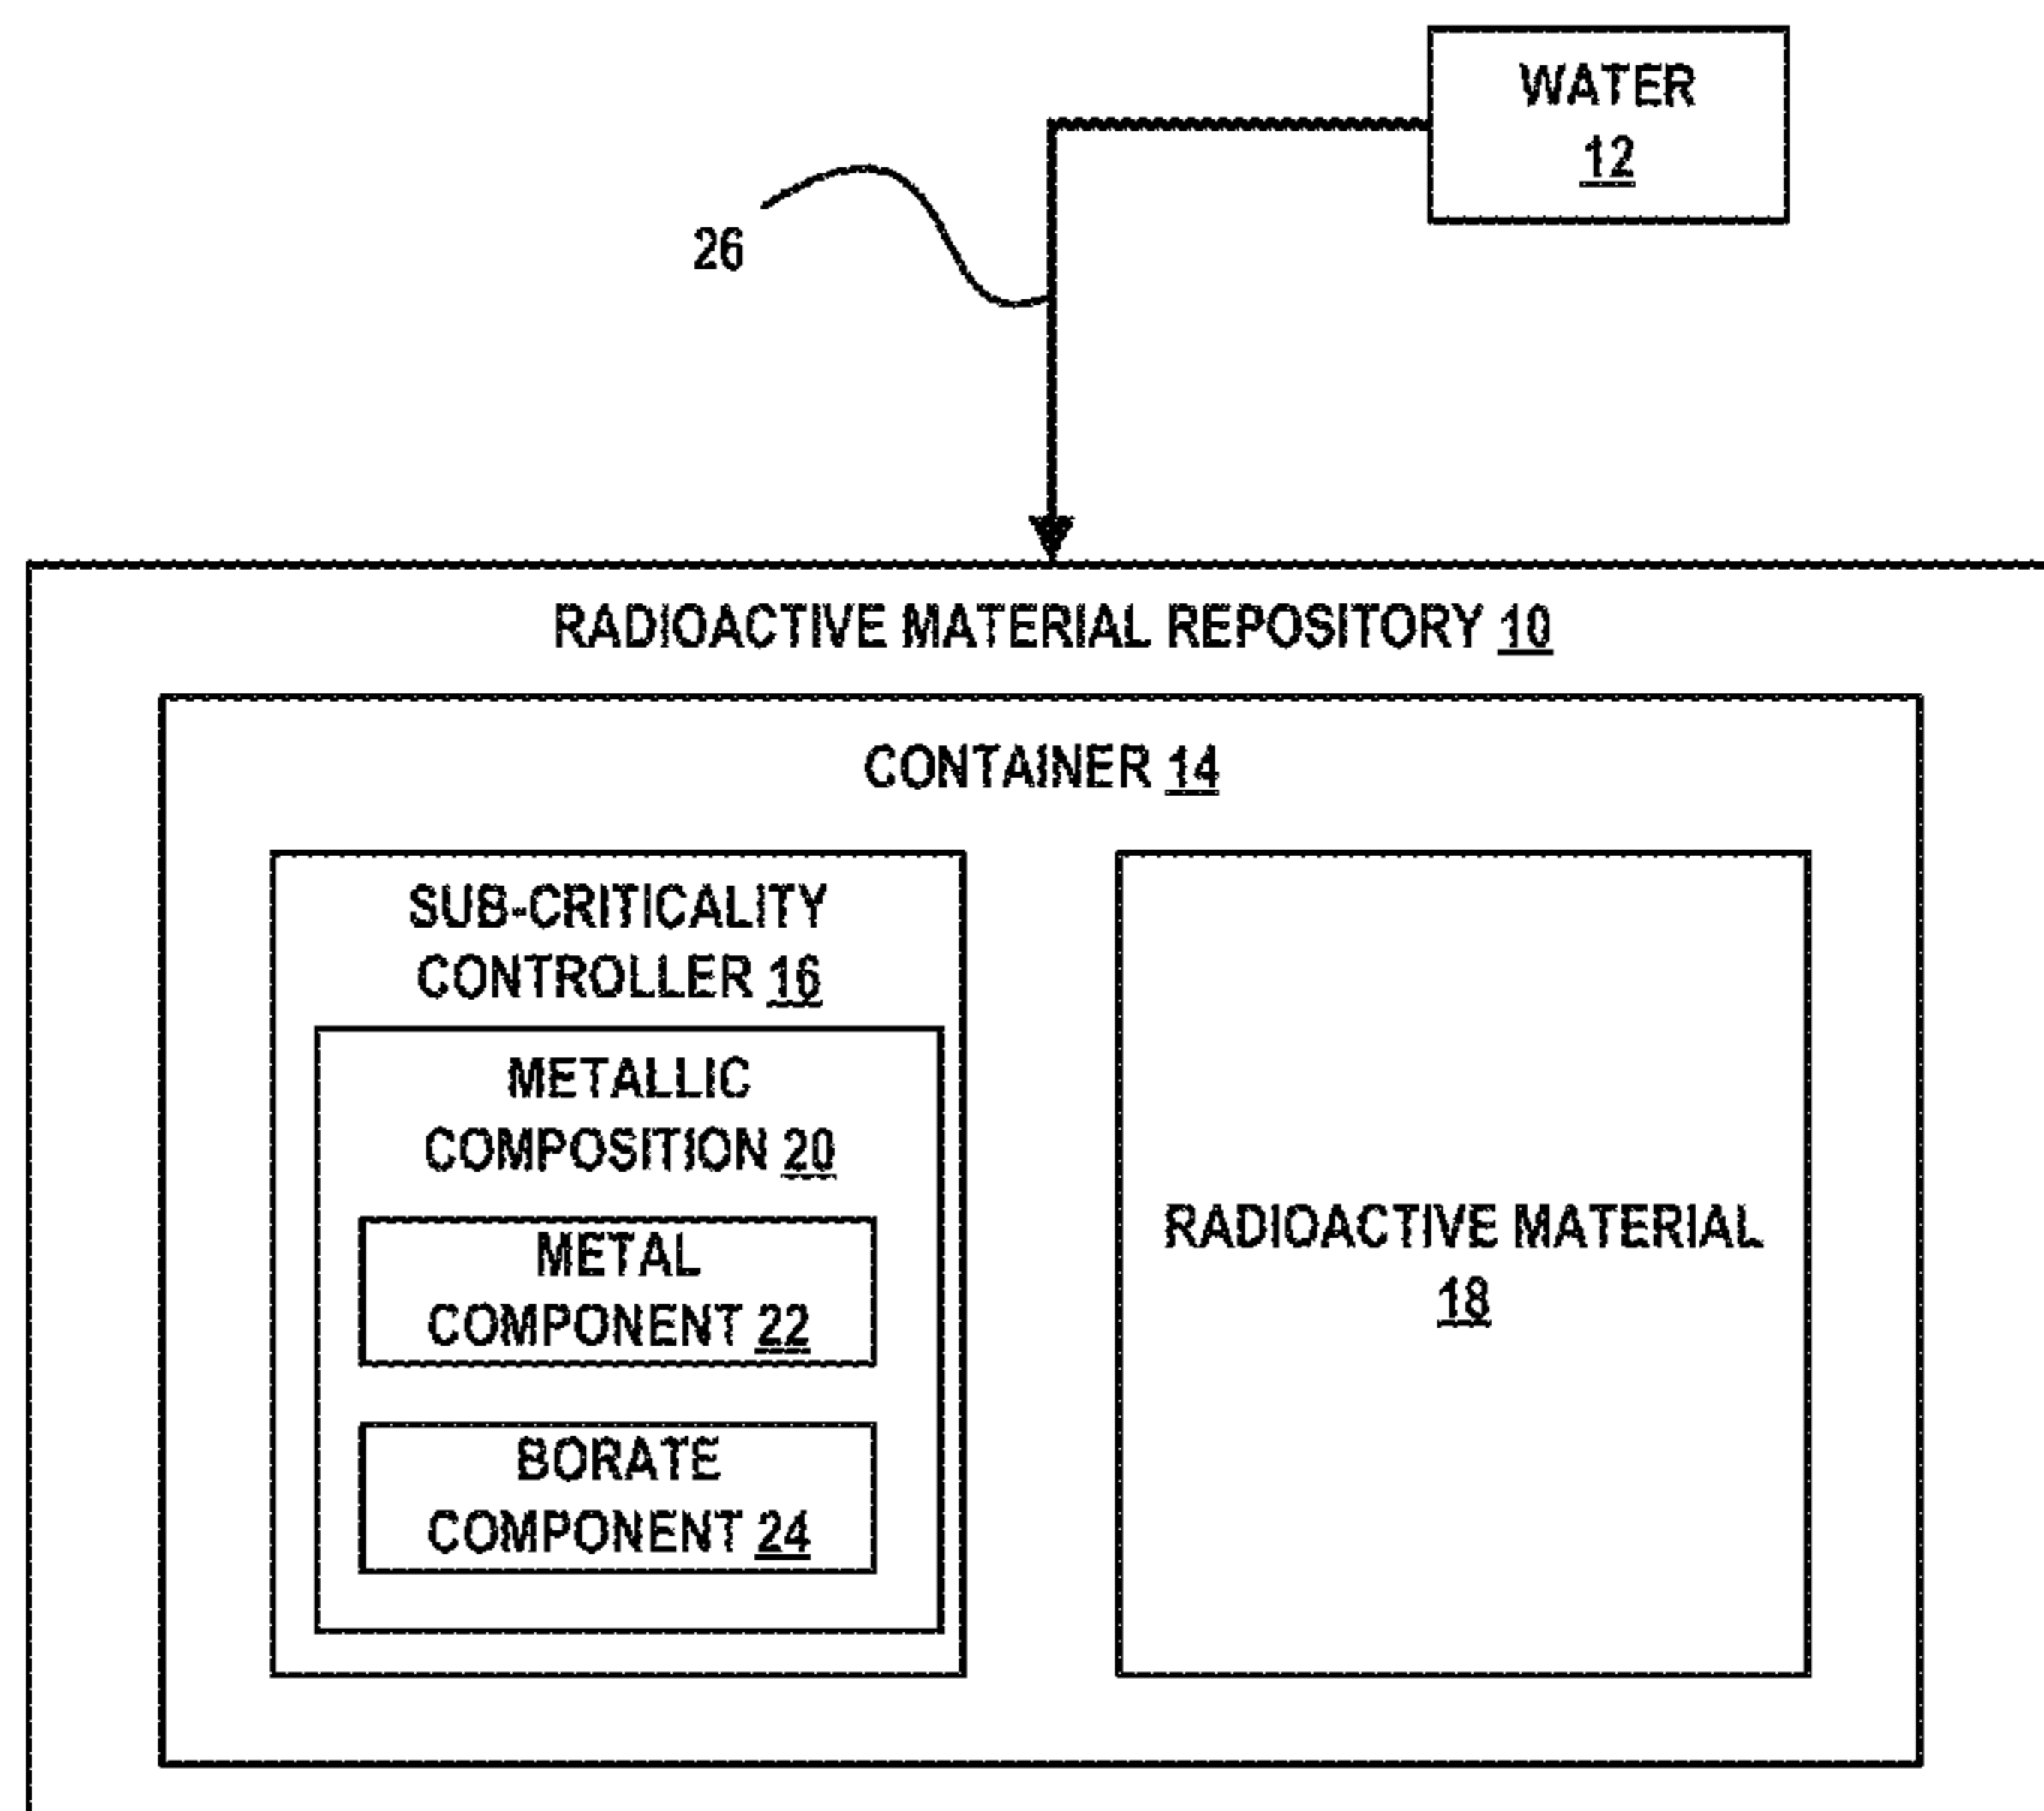 WATER
12
26
RADIOACTIVE MATERIAL REPOSITORY 10
CONTAINER 14
SUB-CRITICALITY
CONTROLLER 16
METALLIC
COMPOSITION 20
METAL
COMPONENT 22
BORATE
COMPONENT 24
RADIOACTIVE MATERIAL
18